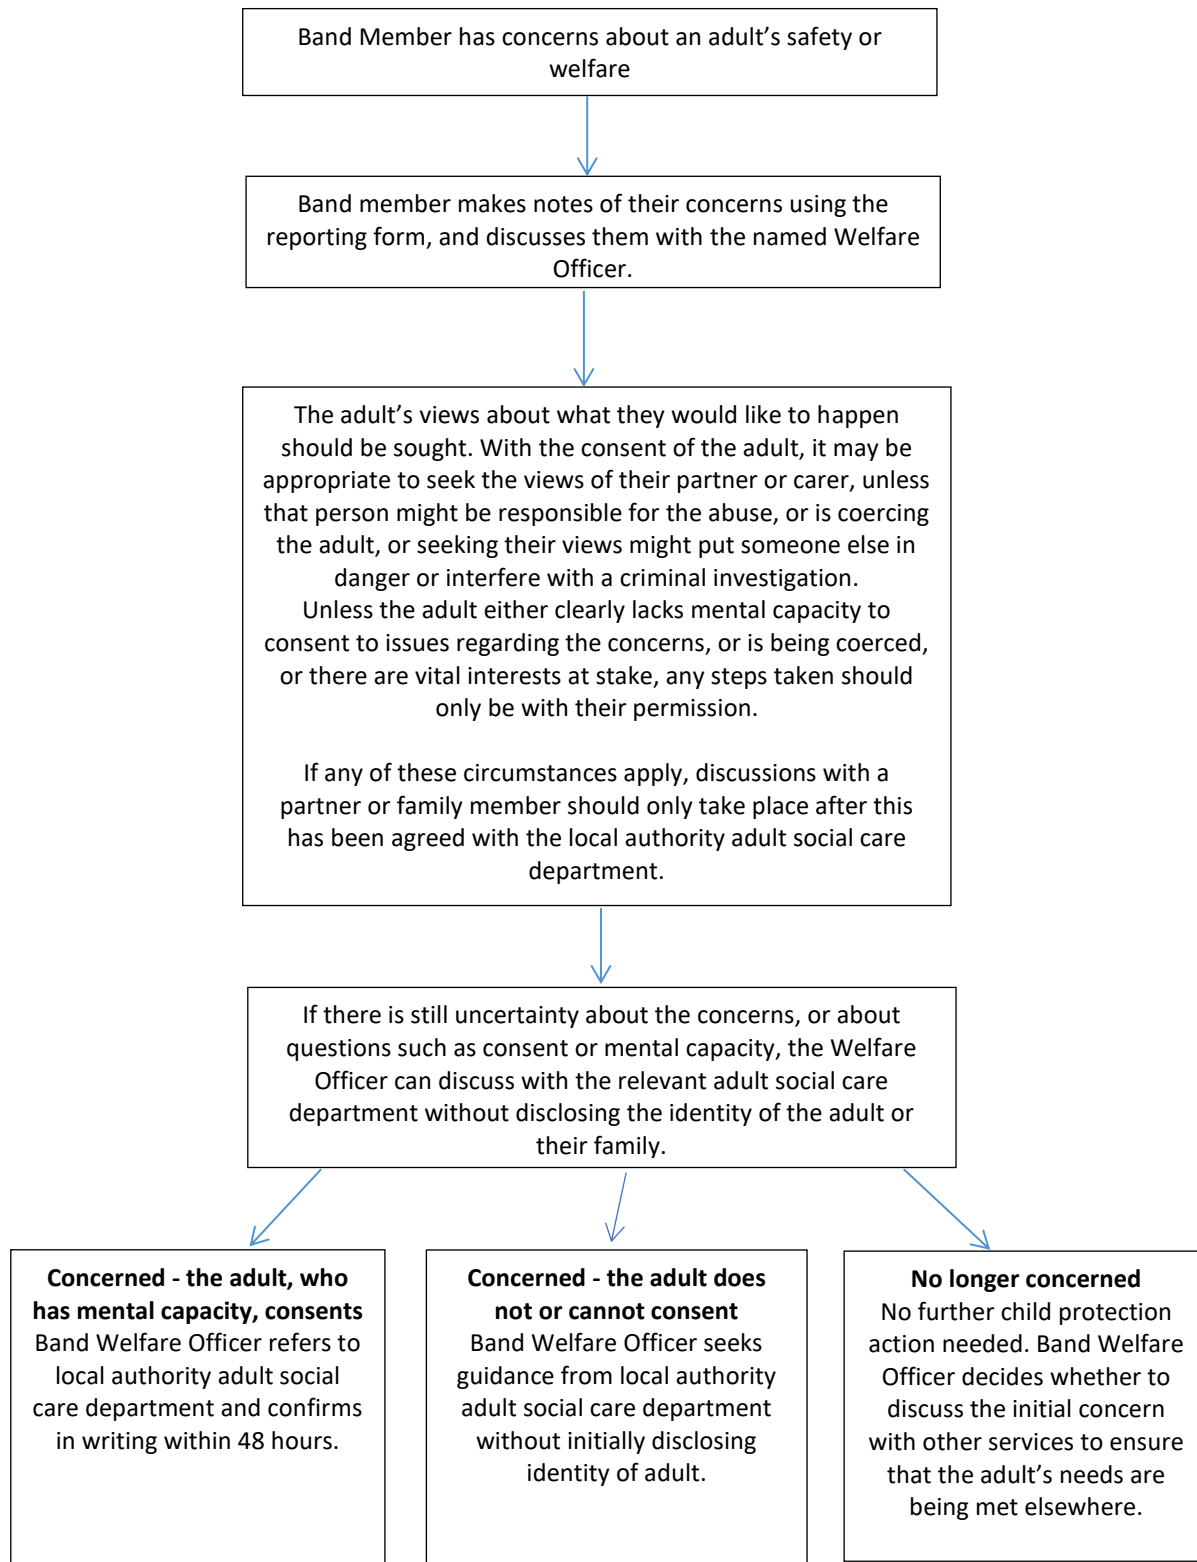 Band Member has concerns about an adult's safety or
welfare
Band member makes notes of their concerns using the
reporting form, and discusses them with the named Welfare
Officer.
The adult's views about what they would like to happen
should be sought. With the consent of the adult, it may be
appropriate to seek the views of their partner or carer, unless
that person might be responsible for the abuse, or is coercing
the adult, or seeking their views might put someone else in
danger or interfere with a criminal investigation.
Unless the adult either clearly lacks mental capacity to
consent to issues regarding the concerns, or is being coerced,
or there are vital interests at stake, any steps taken should
only be with their permission.
If any of these circumstances apply, discussions with a
partner or family member should only take place after this
has been agreed with the local authority adult social care
department.
If there is still uncertainty about the concerns, or about
questions such as consent or mental capacity, the Welfare
Officer can discuss with the relevant adult social care
department without disclosing the identity of the adult or
their family.
Concerned - the adult, who
has mental capacity, consents
Band Welfare Officer refers to
local authority adult social
care department and confirms
in writing within 48 hours.
Concerned - the adult does
not or cannot consent
Band Welfare Officer seeks
guidance from local authority
adult social care department
without initially disclosing
identity of adult.
No longer concerned
No further child protection
action needed. Band Welfare
Officer decides whether to
discuss the initial concern
with other services to ensure
that the adult's needs are
being met elsewhere.